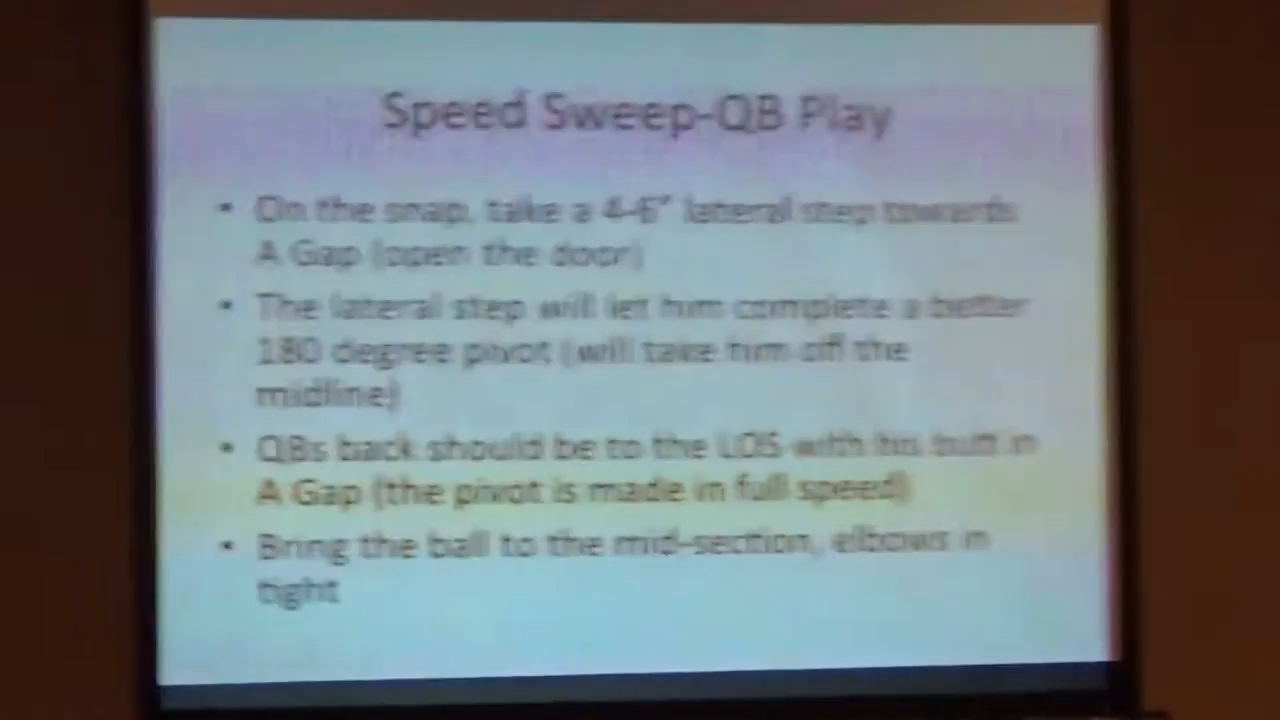 Speed Sweep-QB Play
• On the snap, take a 4-6" lateral step towards
A Gap (open the door)
• The lateral step will let him complete a better
180 degree pivot (will take him off the
midline)
• QBs back should be to the LOS with his butt in
A Gap (the pivot is made in full speed)
• Bring the ball to the mid-section, elbows in
tight